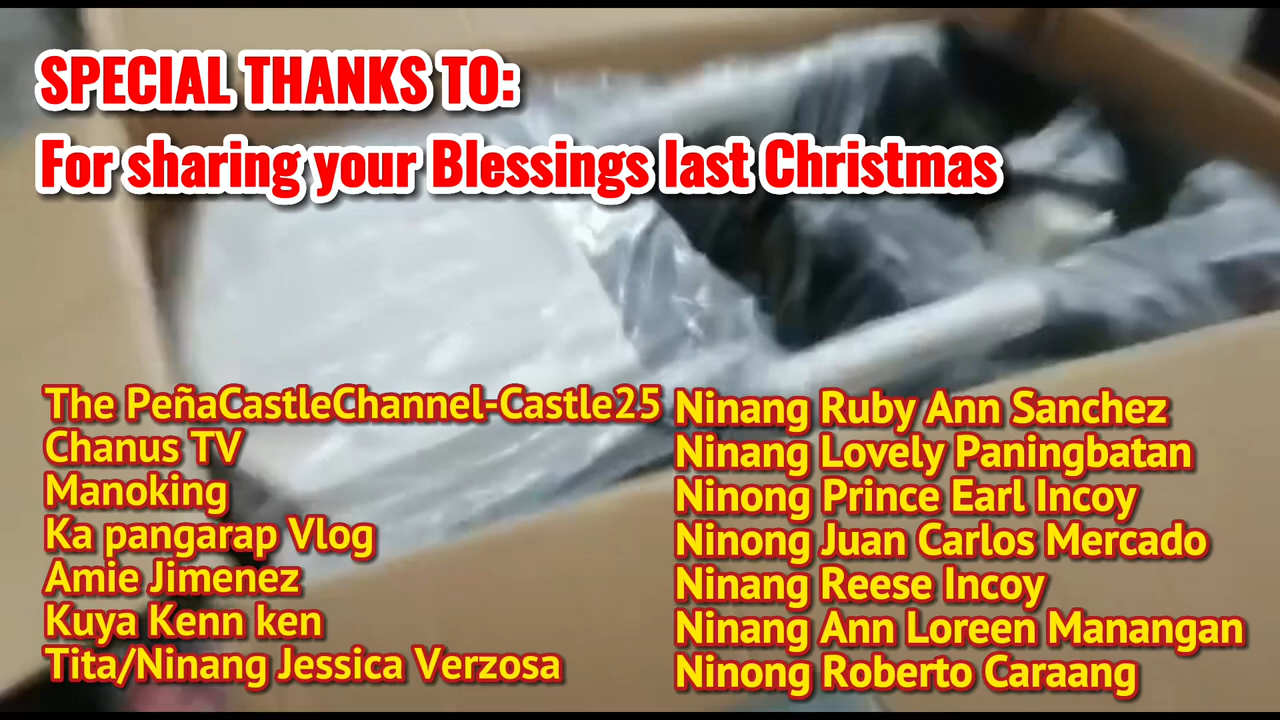 SPECIAL THANKS TO:
For sharing your Blessings last Christmas
The PeñaCastleChannel-Castle25
Chanus TV
Manoking
Ka pangarap Vlog
Amie Jimenez
Kuya Kenn ken
Tita/Ninang Jessica Verzosa
Ninang Ruby Ann Sanchez
Ninang Lovely Paningbatan
Ninong Prince Earl Incoy
Ninong Juan Carlos Mercado
Ninang Reese Incoy
Ninang Ann Loreen Manangan
Ninong Roberto Caraang